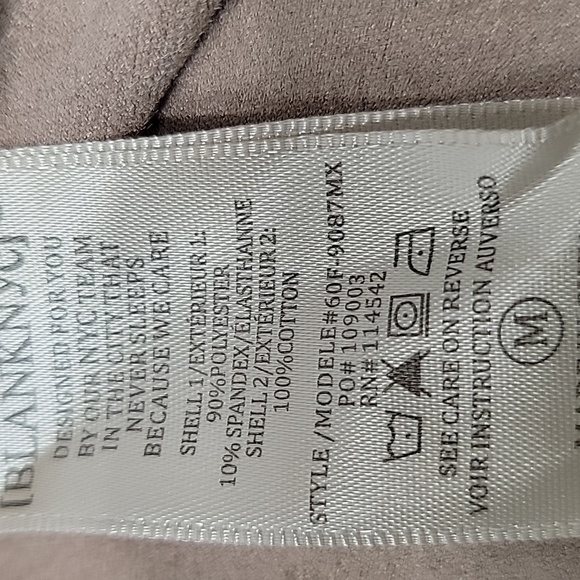 [BLANKNYC]
DESIGNED FOR YOU
BY OUR NYC TEAM
IN THE CITY THAT
NEVER SLEEPS
BECAUSE WE CARE
SHELL 1/EXTERIEUR 1:
90%POLYESTER
10% SPANDEX/ÉLASTHANNE
SHELL 2/EXTÉRIEUR 2:
100%COTTON
STYLE /MODELE#60F-9087MX
PO# 109003
RN# 114542
SEE CARE ON REVERSE
VOIR INSTRUCTION AUVERSO
M